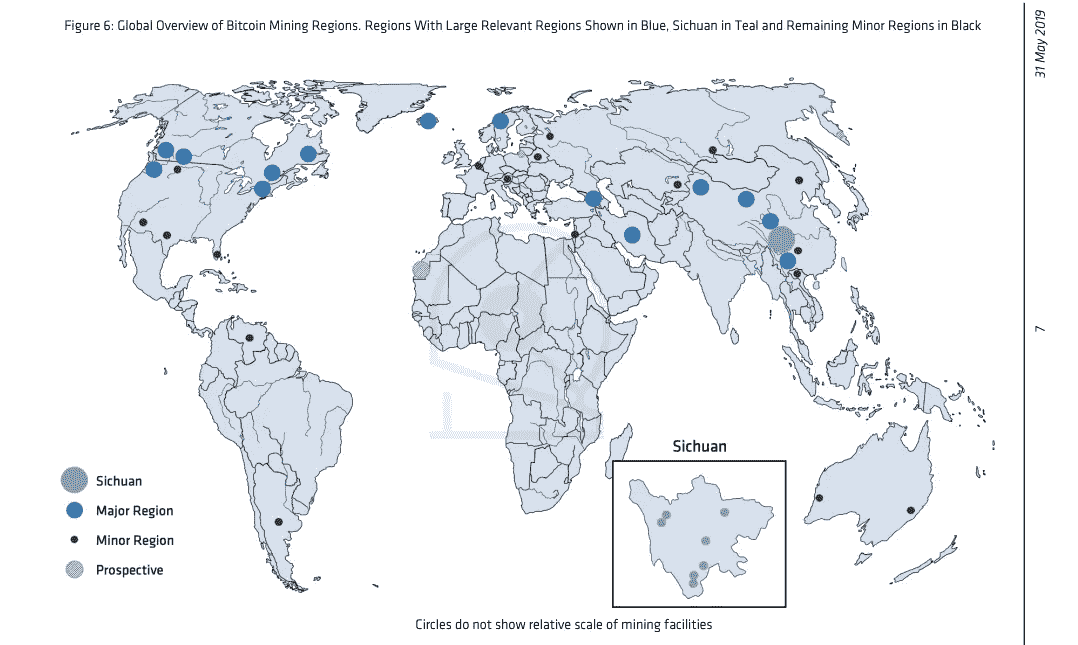 Figure 6: Global Overview of Bitcoin Mining Regions. Regions With Large Relevant Regions Shown in Blue, Sichuan in Teal and Remaining Minor Regions in Black
31 May 2019
7
Sichuan
Sichuan
Major Region
Minor Region
Prospective
Circles do not show relative scale of mining facilities